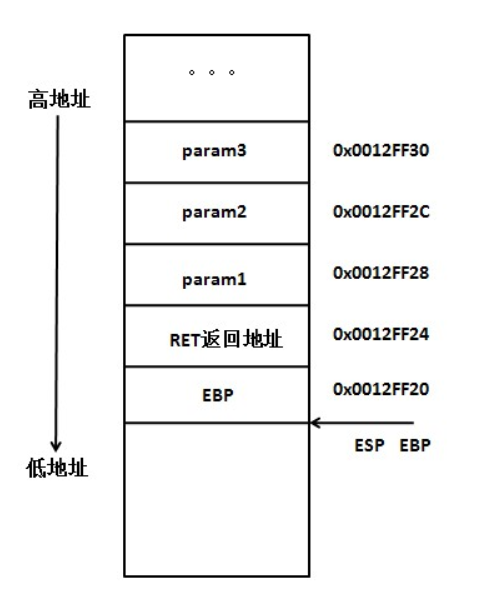 。。。
高地址
param3 0x0012FF30
param2 0x0012FF2C
param1 0x0012FF28
RET返回地址 0x0012FF24
EBP 0x0012FF20
ESP EBP
低地址